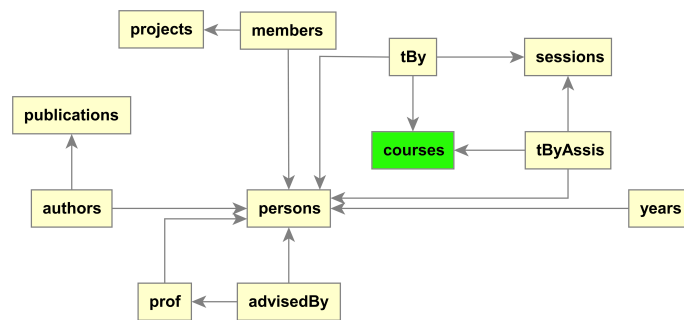 projects
members
tBy
sessions
publications
courses
tByAssis
authors
persons
years
prof
advisedBy